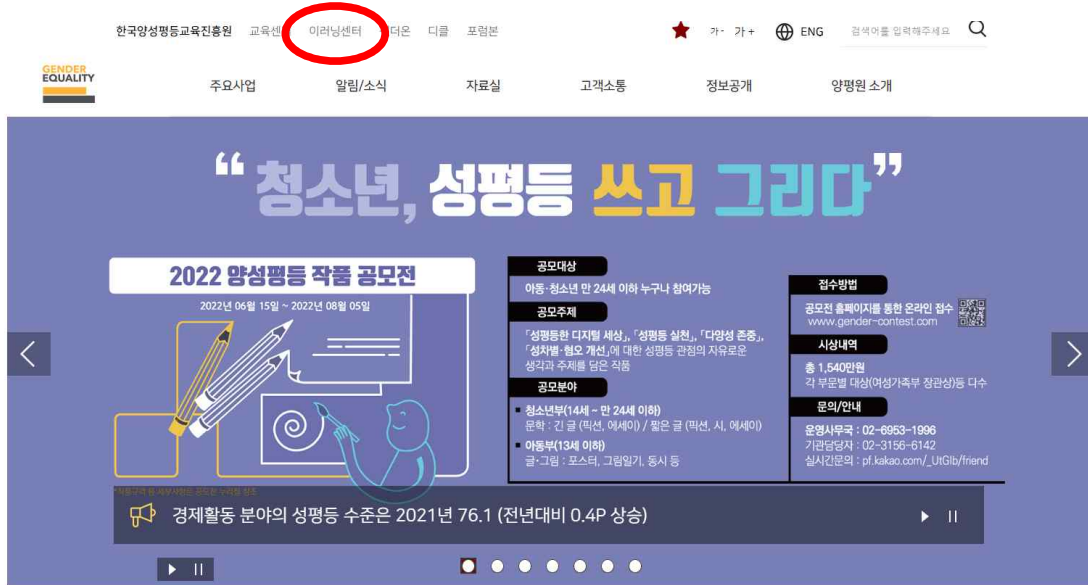 한국양성평등교육진흥원 교육센 이러닝센터 더온 디클 포럼본
가- 가+ ENG 검색어를 입력해주세요
GENDER
EQUALITY
주요사업 알림/소식 자료실 고객소통 정보공개 양평원 소개
“청소년, 성평등 쓰고 그리다”
2022 양성평등 작품 공모전
2022년 06월 15일 ~ 2022년 08월 05일
공모대상
아동·청소년 만 24세 이하 누구나 참여가능
공모주제
「성평등한 디지털 세상」, 「성평등 실천」, 「다양성 존중」,
「성차별·혐오 개선」에 대한 성평등 관점의 자유로운
생각과 주제를 담은 작품
공모분야
▪ 청소년부(14세 ~ 만 24세 이하)
문학 : 긴 글 (픽션, 에세이) / 짧은 글 (픽션, 시, 에세이)
▪ 아동부(13세 이하)
글·그림 : 포스터, 그림일기, 동시 등
접수방법
공모전 홈페이지를 통한 온라인 접수
www.gender-contest.com
시상내역
총 1,540만원
각 부문별 대상(여성가족부 장관상)등 다수
문의/안내
운영사무국 : 02-6953-1996
기관담당자 : 02-3156-6142
실시간문의 : pf.kakao.com/_UtGlb/friend
경제활동 분야의 성평등 수준은 2021년 76.1 (전년대비 0.4P 상승)